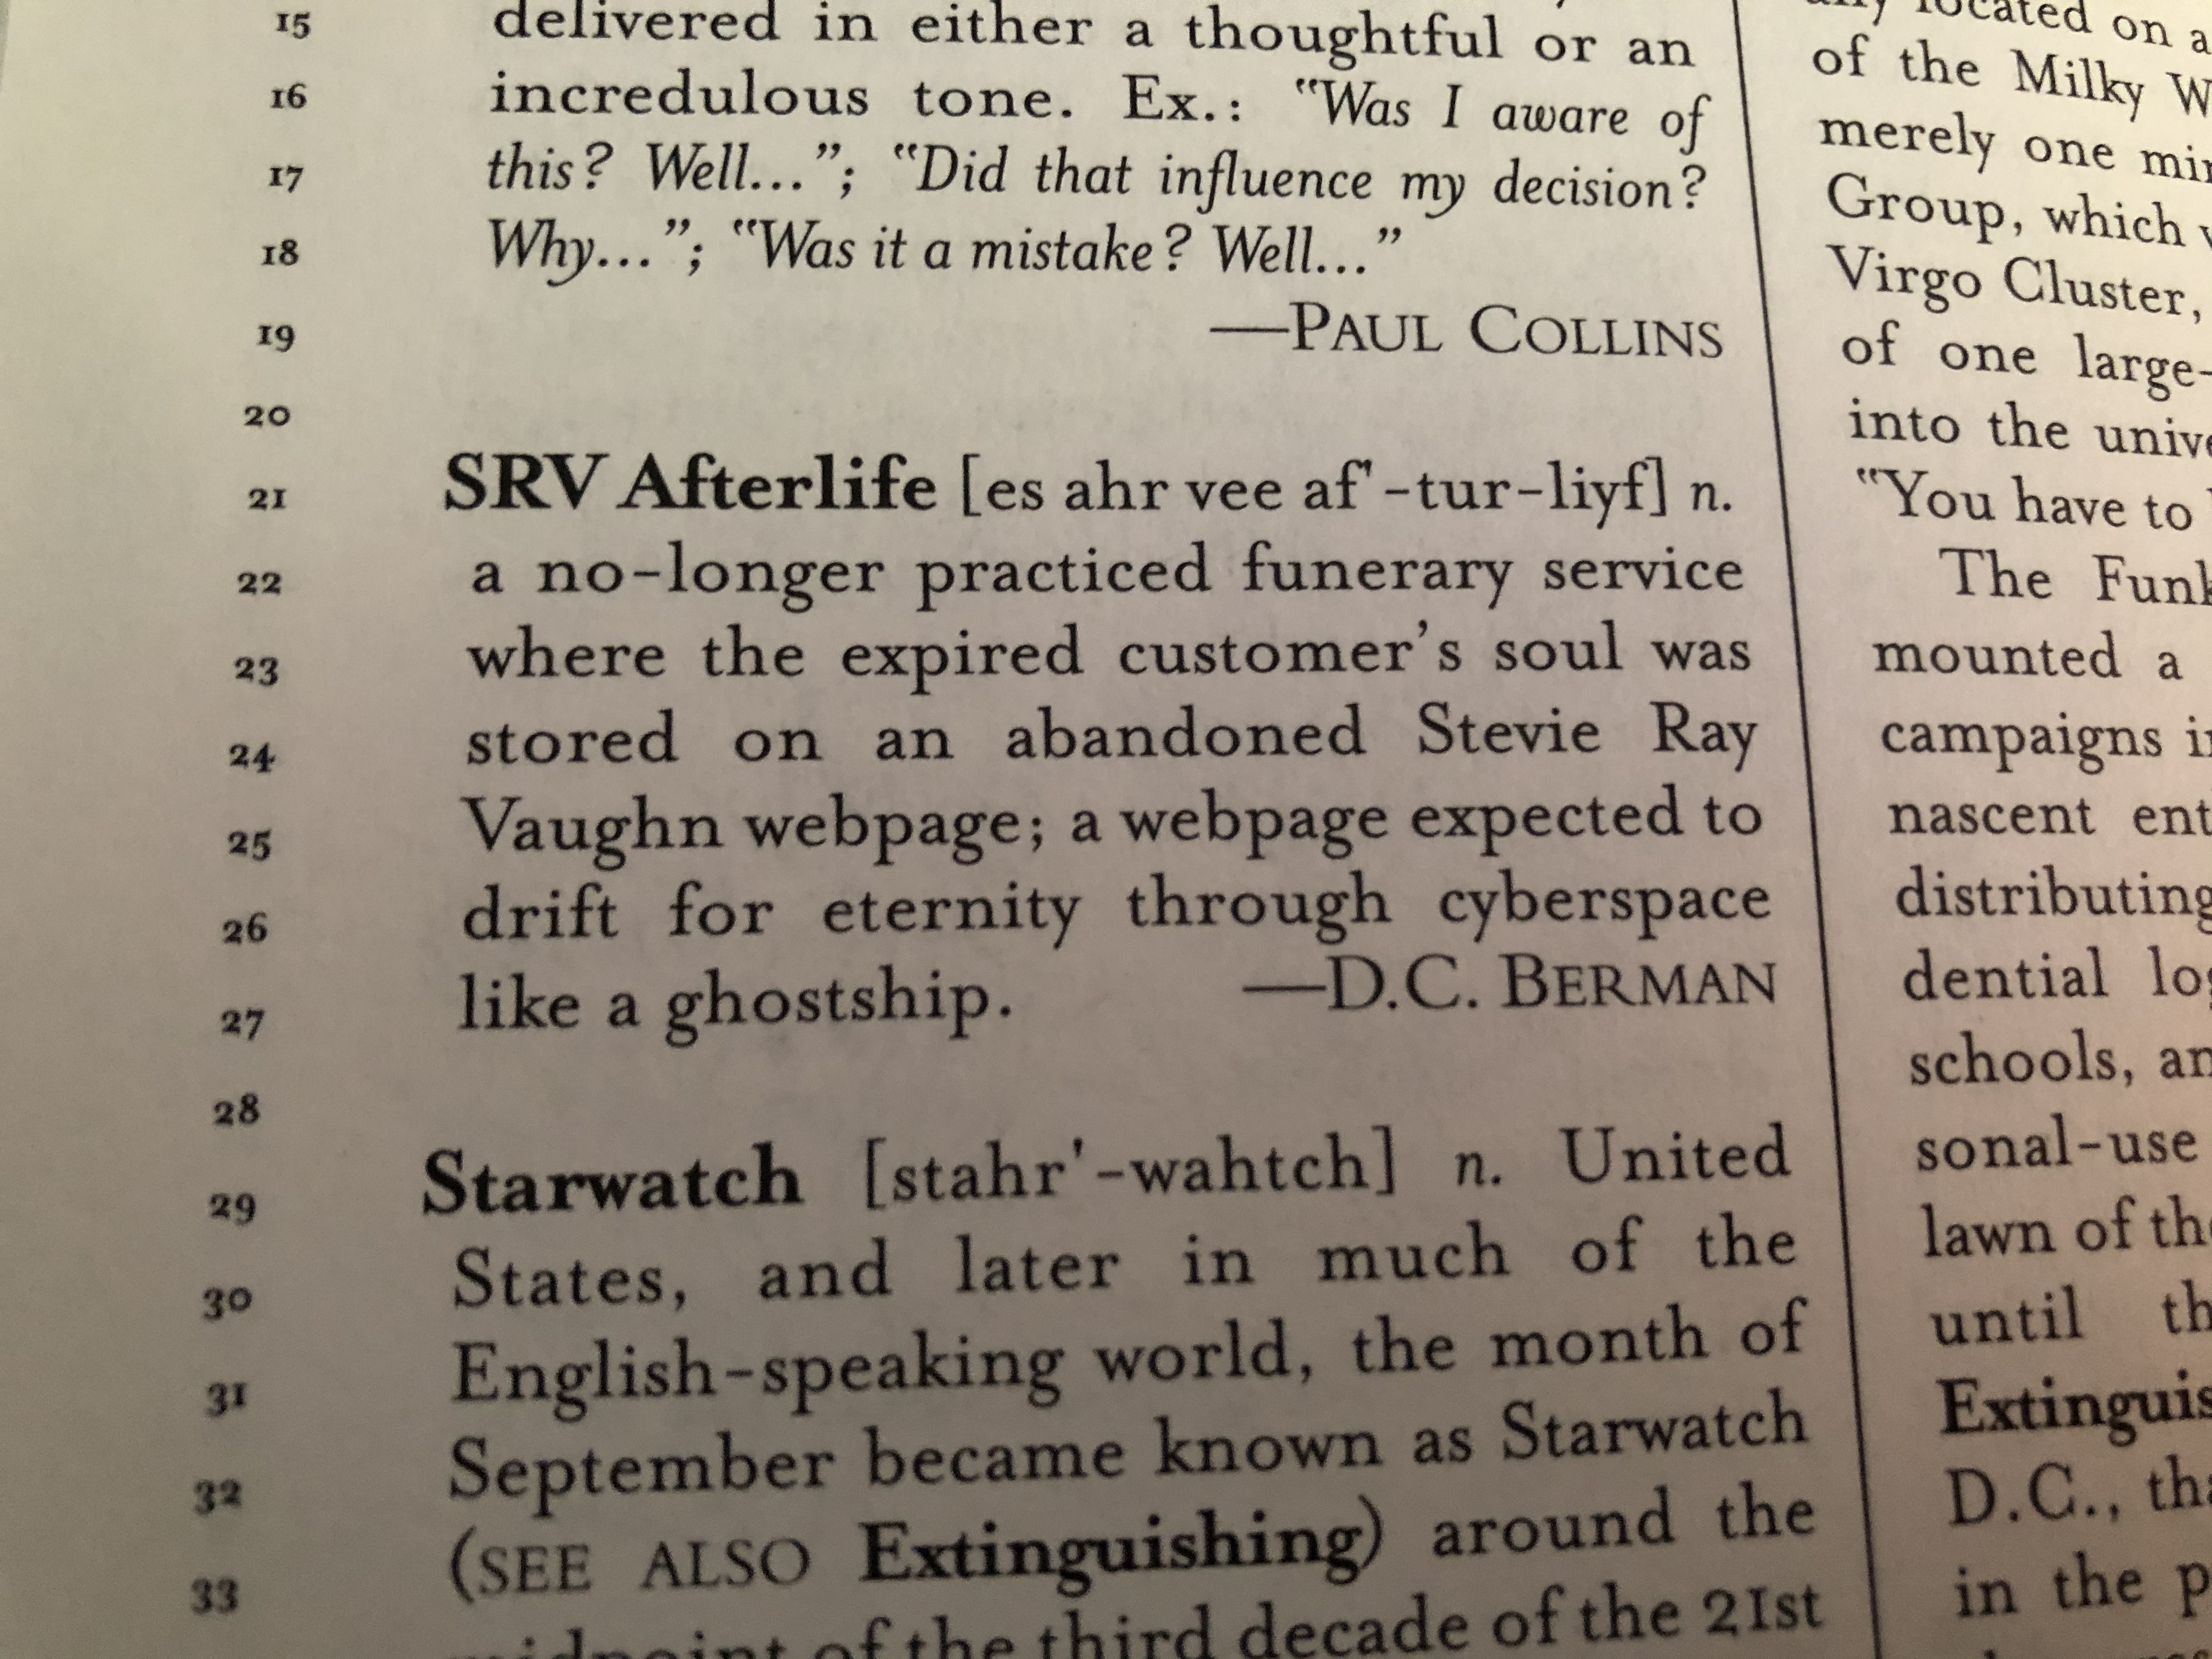 15 delivered in either a thoughtful or an
16 incredulous tone. Ex.: "Was I aware of
17 this? Well…"; "Did that influence my decision?
18 Why…"; "Was it a mistake? Well…"
19 —PAUL COLLINS
20
21 SRV Afterlife [es ahr vee af'-tur-liyf] n.
22 a no-longer practiced funerary service
23 where the expired customer's soul was
24 stored on an abandoned Stevie Ray
25 Vaughn webpage; a webpage expected to
26 drift for eternity through cyberspace
27 like a ghostship. —D.C. BERMAN
28
29 Starwatch [stahr'-wahtch] n. United
30 States, and later in much of the
31 English-speaking world, the month of
32 September became known as Starwatch
33 (SEE ALSO Extinguishing) around the
midpoint of the third decade of the 21st
located on a
of the Milky W
merely one
Group, which
Virgo Cluster,
of one large-
into the
"You have to
The
mounted a
campaigns
nascent
distributing
dential
schools,
sonal-use
lawn of
until
D.C.,
in the